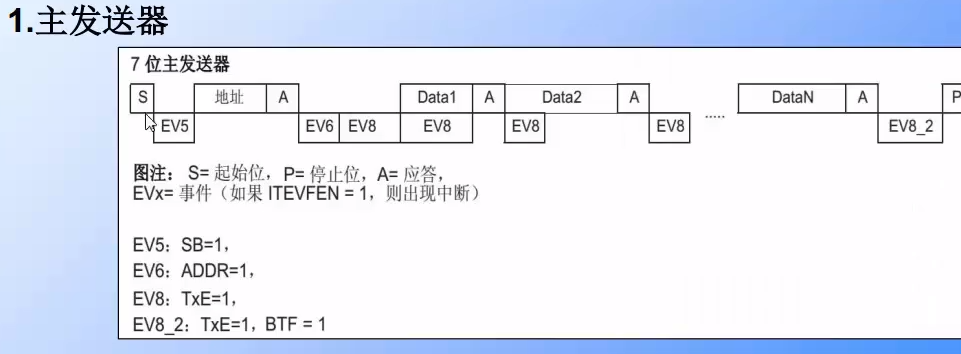 1.主发送器
7 位主发送器
S 地址 A Data1 A Data2 A ..... DataN A P
EV5 EV6 EV8 EV8 EV8 EV8 EV8_2
图注： S= 起始位，P= 停止位，A= 应答，
EVx= 事件（如果 ITEVFEN = 1，则出现中断）
EV5：SB=1，
EV6：ADDR=1，
EV8：TxE=1，
EV8_2：TxE=1，BTF = 1